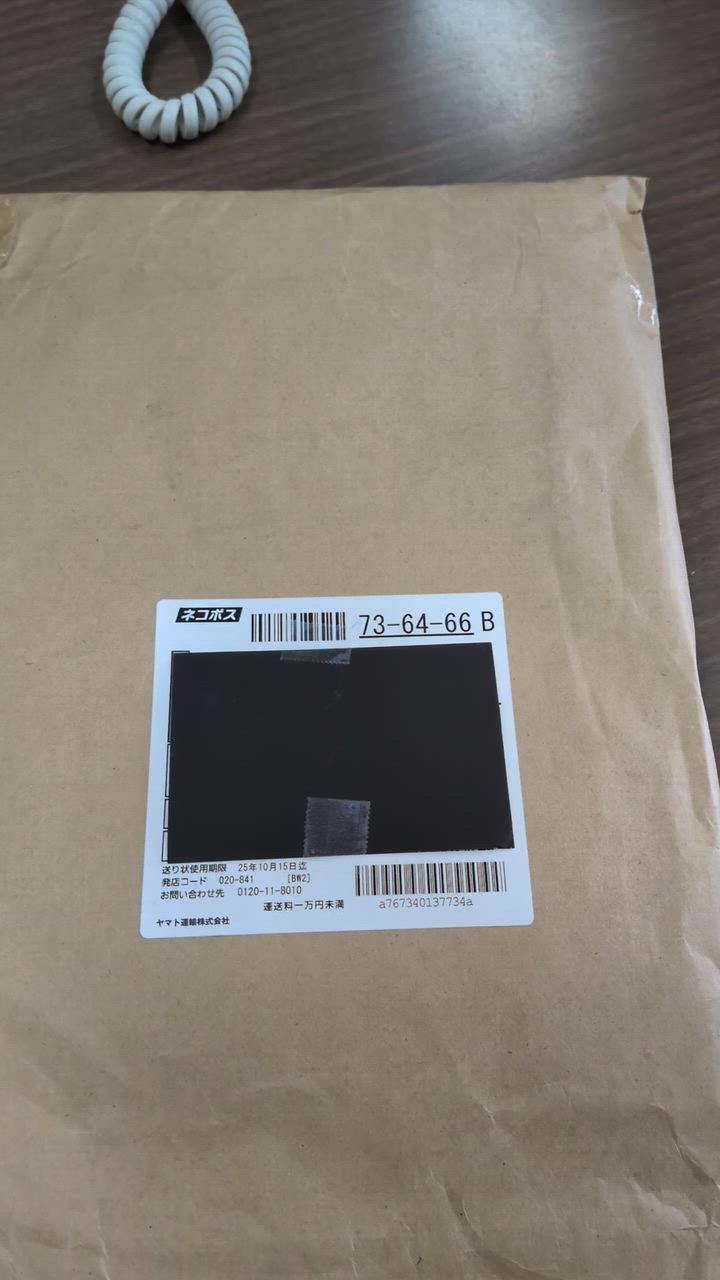 ネコポス
73-64-66 B
送り状使用期限 25年10月15日迄
発店コード 020-841 [BW2]
お問い合わせ先 0120-11-8010
運送料一万円未満
a767340137734a
ヤマト運輸株式会社